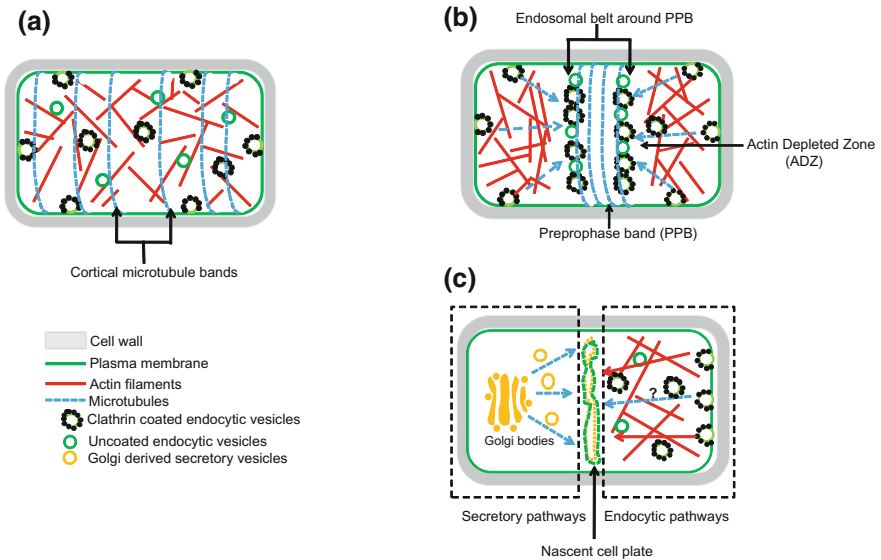 (a)
Cortical microtubule bands
(b)
Endosomal belt around PPB
Actin Depleted Zone
(ADZ)
Preprophase band (PPB)
Cell wall
Plasma membrane
Actin filaments
Microtubules
Clathrin coated endocytic vesicles
Uncoated endocytic vesicles
Golgi derived secretory vesicles
(c)
?
Golgi bodies
Secretory pathways
Endocytic pathways
Nascent cell plate